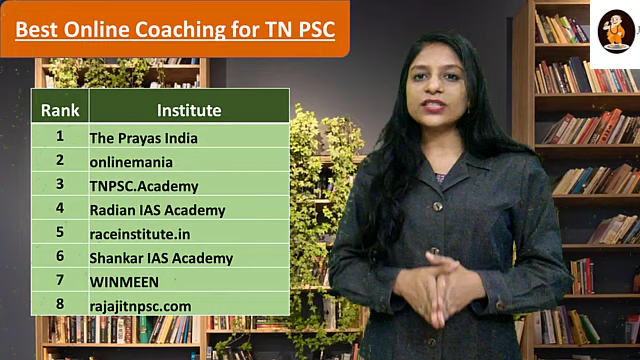 Best Online Coaching for TN PSC
Rank Institute
1 The Prayas India
2 onlinemania
3 TNPSC.Academy
4 Radian IAS Academy
5 raceinstitute.in
6 Shankar IAS Academy
7 WINMEEN
8 rajajitnpsc.com